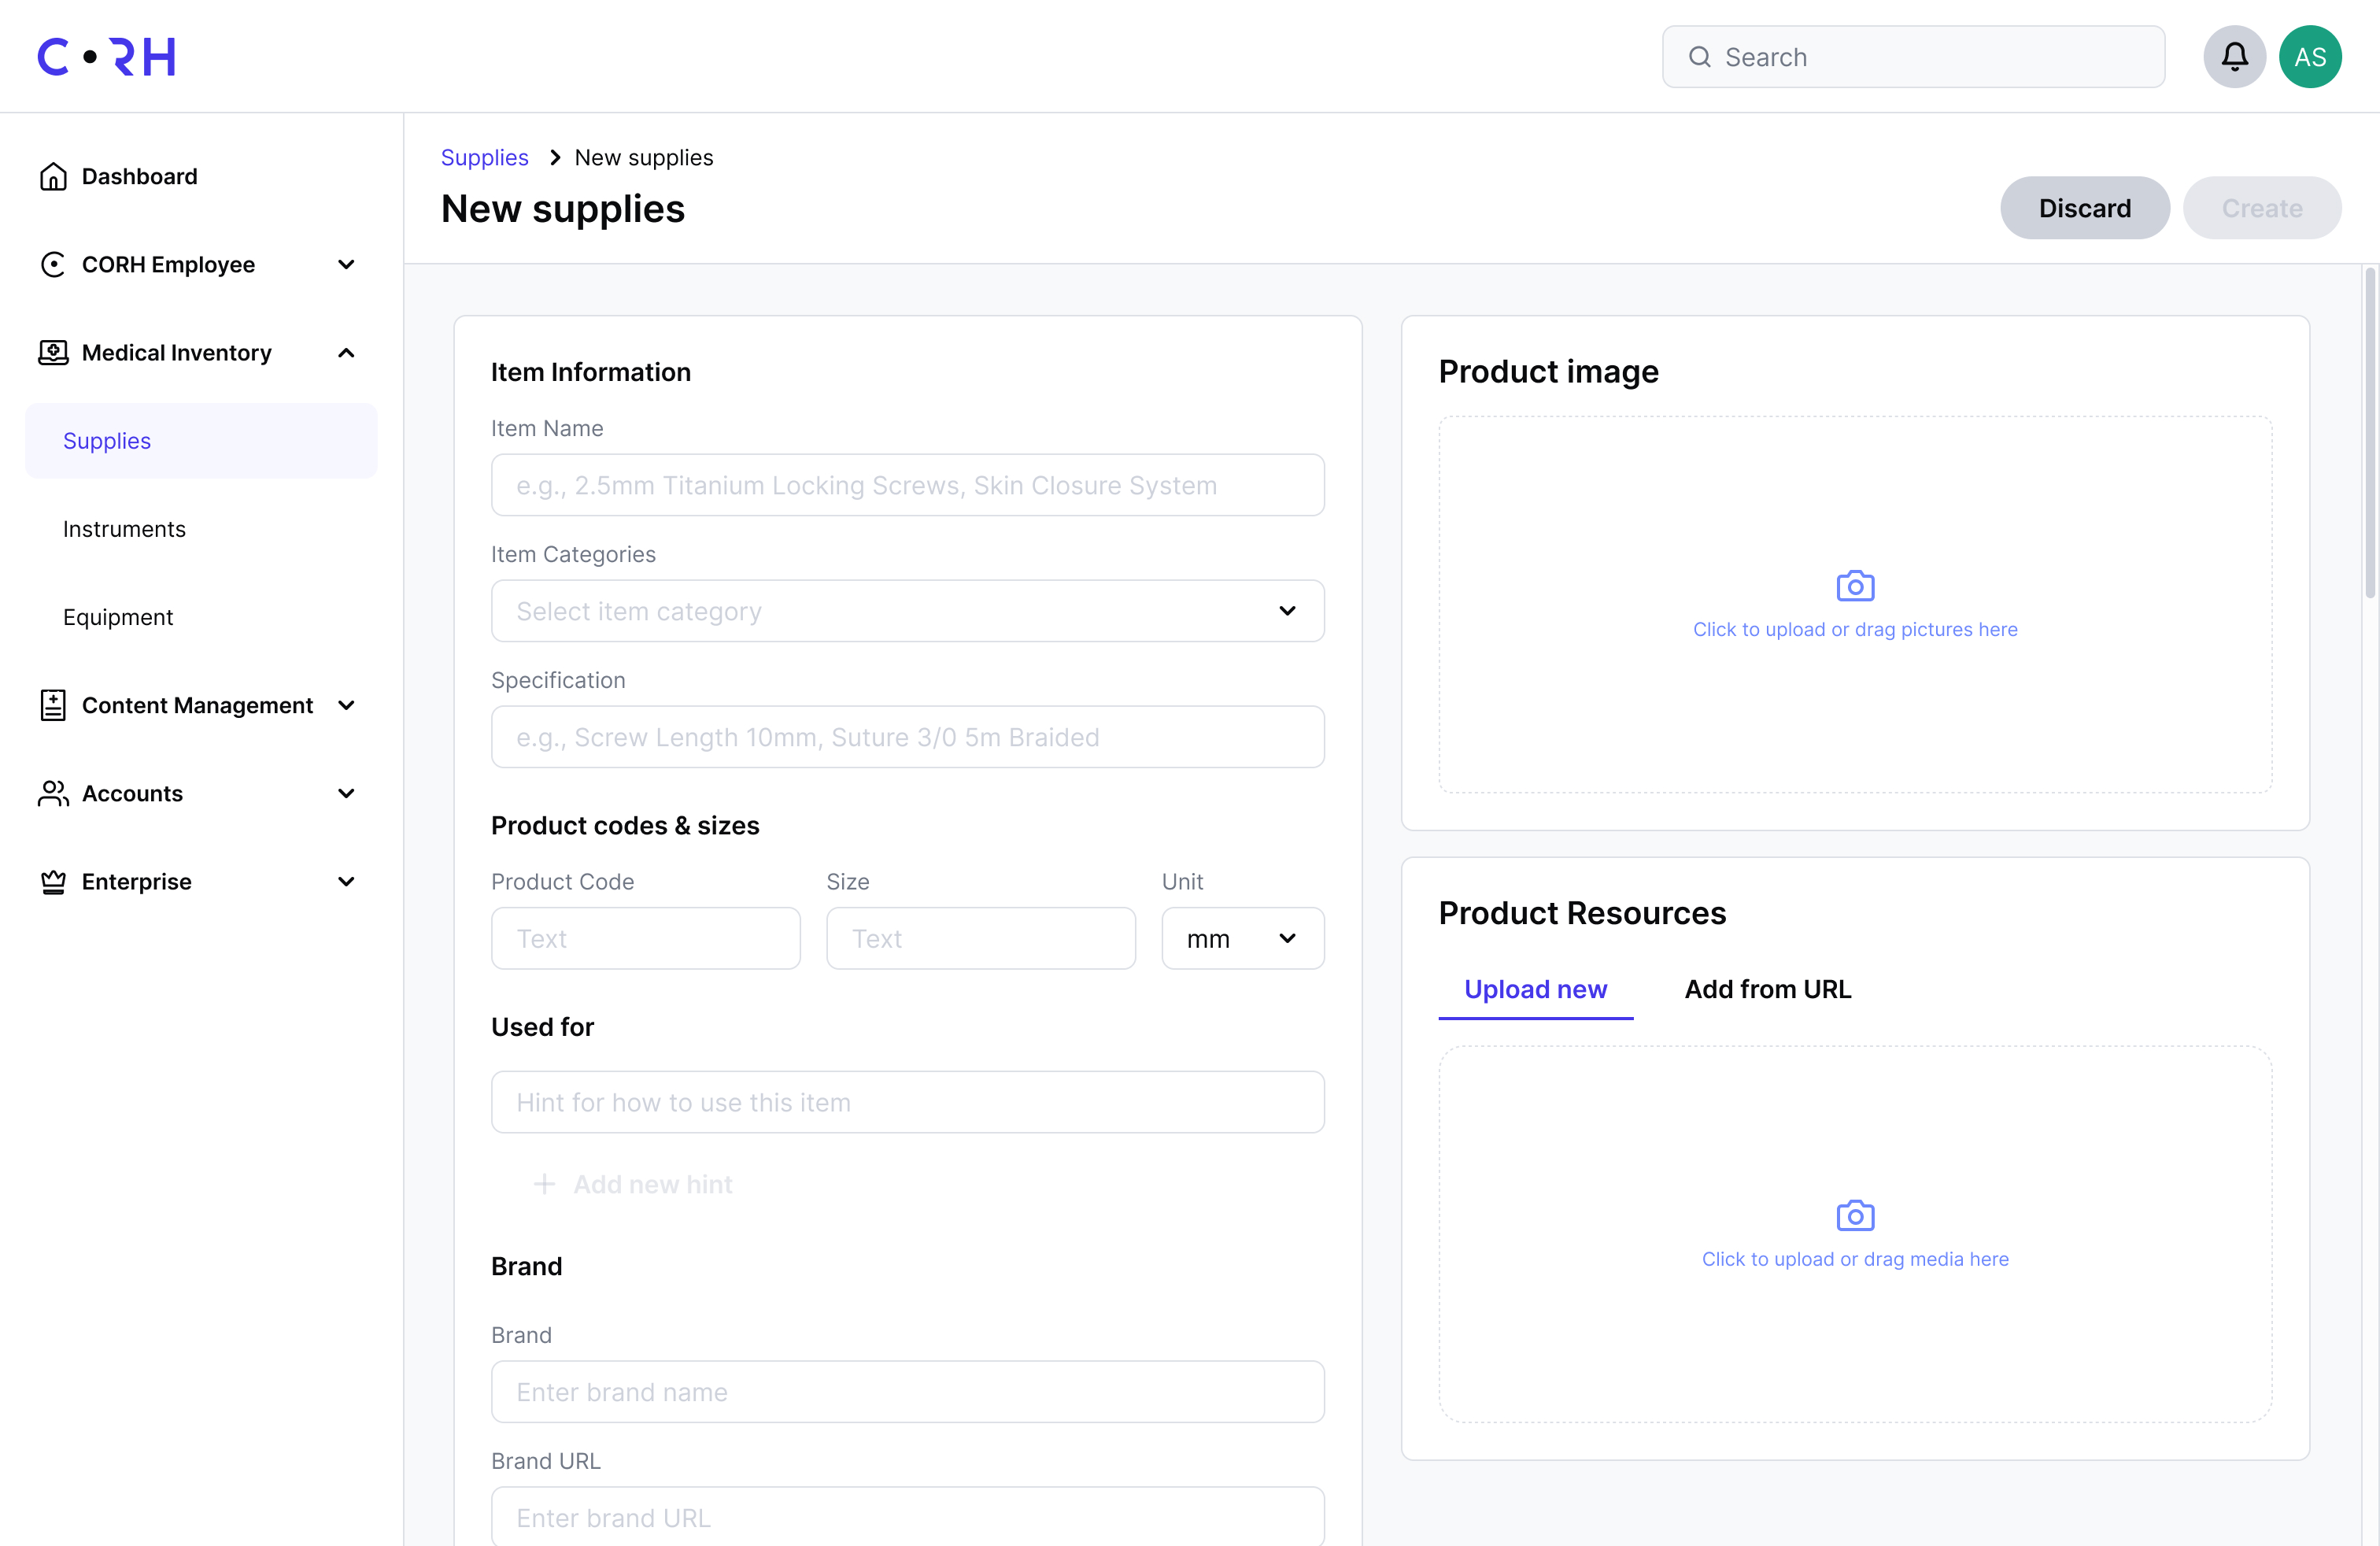 C•RH
Search
AS
Dashboard
CORH Employee
Medical Inventory
Supplies
Instruments
Equipment
Content Management
Accounts
Enterprise
Supplies > New supplies
New supplies
Discard
Create
Item Information
Item Name
e.g., 2.5mm Titanium Locking Screws, Skin Closure System
Item Categories
Select item category
Specification
e.g., Screw Length 10mm, Suture 3/0 5m Braided
Product codes & sizes
Product Code Size Unit
Text Text mm
Used for
Hint for how to use this item
+ Add new hint
Brand
Brand
Enter brand name
Brand URL
Enter brand URL
Product image
Click to upload or drag pictures here
Product Resources
Upload new Add from URL
Click to upload or drag media here